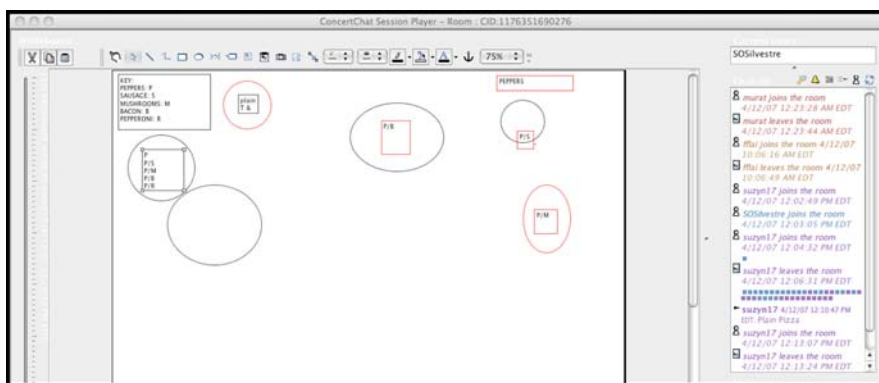 ConcertChat Session Player – Room : CID:1176351690276
75%
KEY:
PEPPERS: P
SAUSAGE: S
MUSHROOMS: M
BACON: B
PEPPERONI: R
plain
T &
P/B
PEPPERS
P/S
P
P/S
P/M
P/B
P/R
P/M
SOSilvestre
murat joins the room
4/12/07 12:23:28 AM EDT
murat leaves the room
4/12/07 12:23:44 AM EDT
fflai joins the room 4/12/07
10:06:16 AM EDT
fflai leaves the room 4/12/07
10:06:49 AM EDT
suzyn17 joins the room
4/12/07 12:02:49 PM EDT
SOSilvestre joins the room
4/12/07 12:03:05 PM EDT
suzyn17 joins the room
4/12/07 12:04:32 PM EDT
suzyn17 leaves the room
4/12/07 12:06:31 PM EDT
suzyn17 4/12/07 12:10:47 PM
EDT: Plain Pizza
suzyn17 joins the room
4/12/07 12:13:07 PM EDT
suzyn17 leaves the room
4/12/07 12:13:24 PM EDT